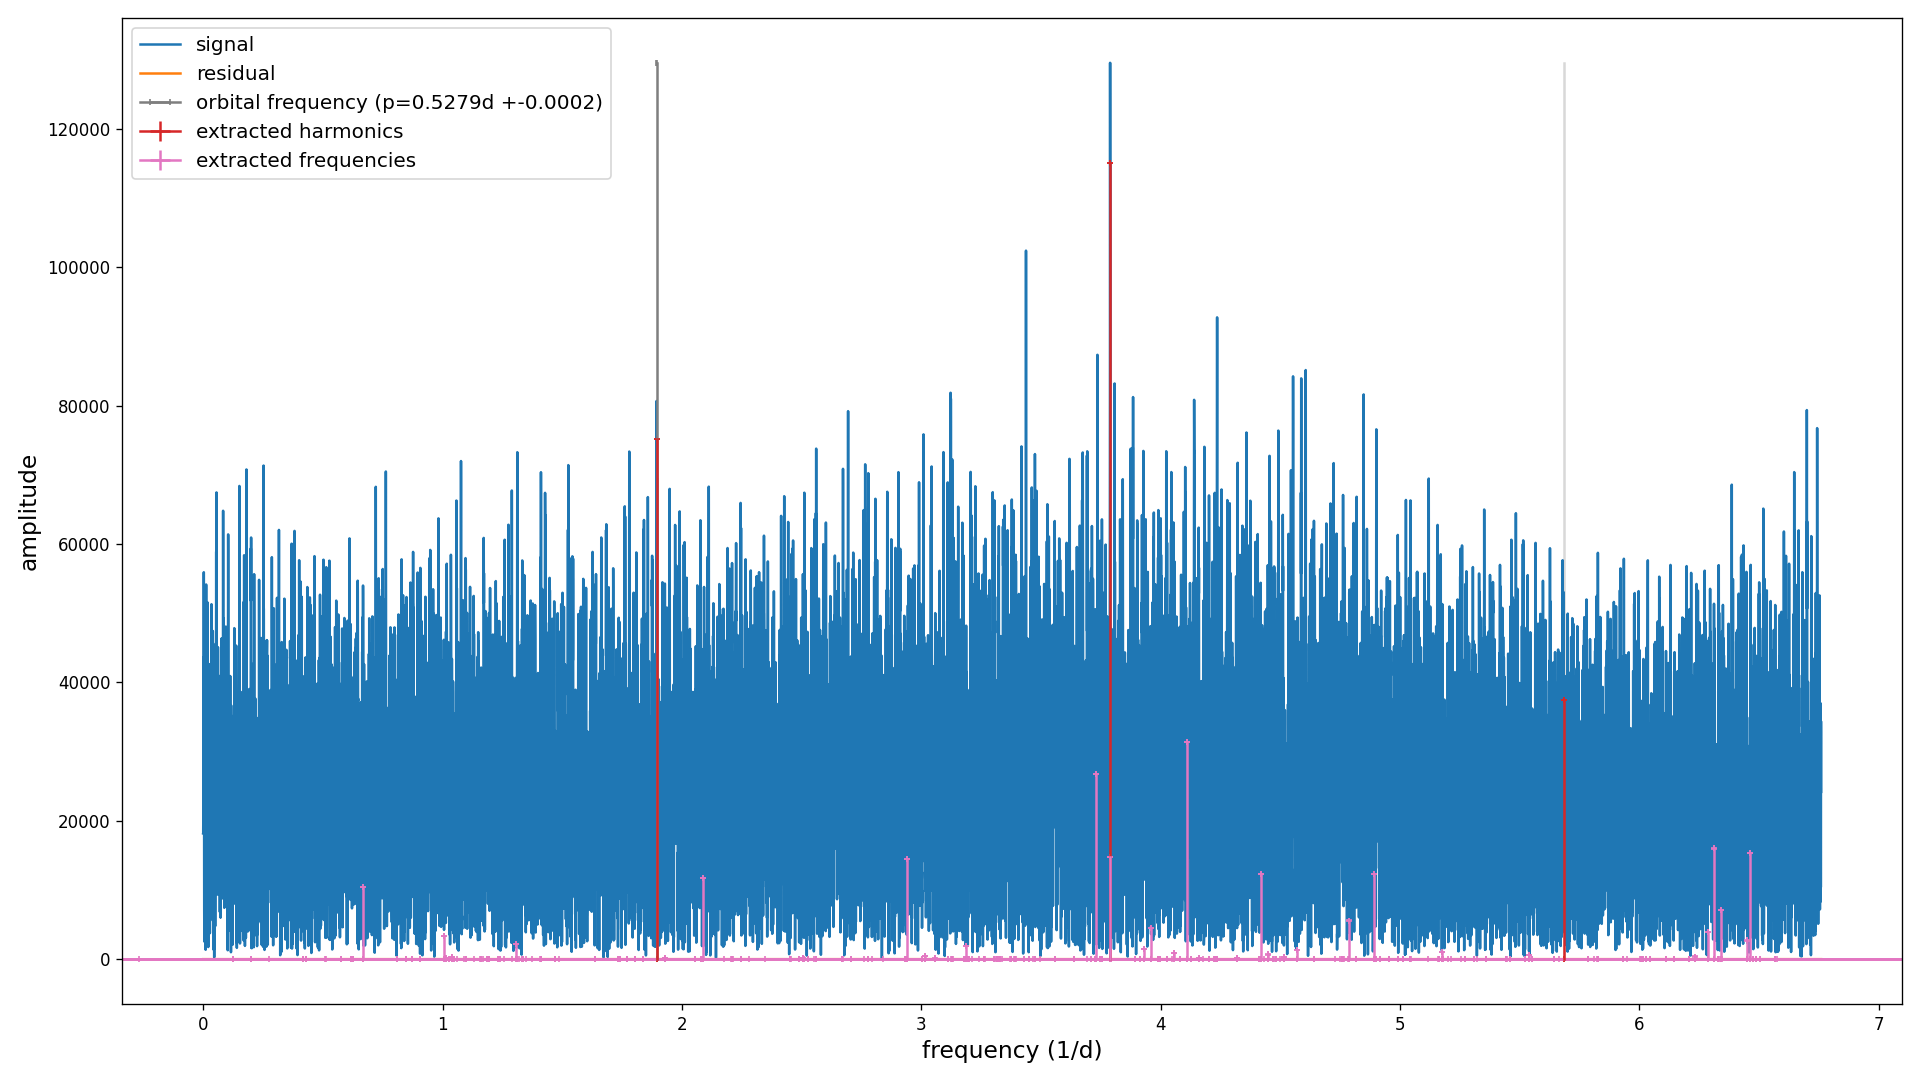 signal
residual
orbital frequency (p=0.5279d +-0.0002)
extracted harmonics
extracted frequencies
amplitude
120000
100000
80000
60000
40000
20000
0
0 1 2 3 4 5 6 7
frequency (1/d)